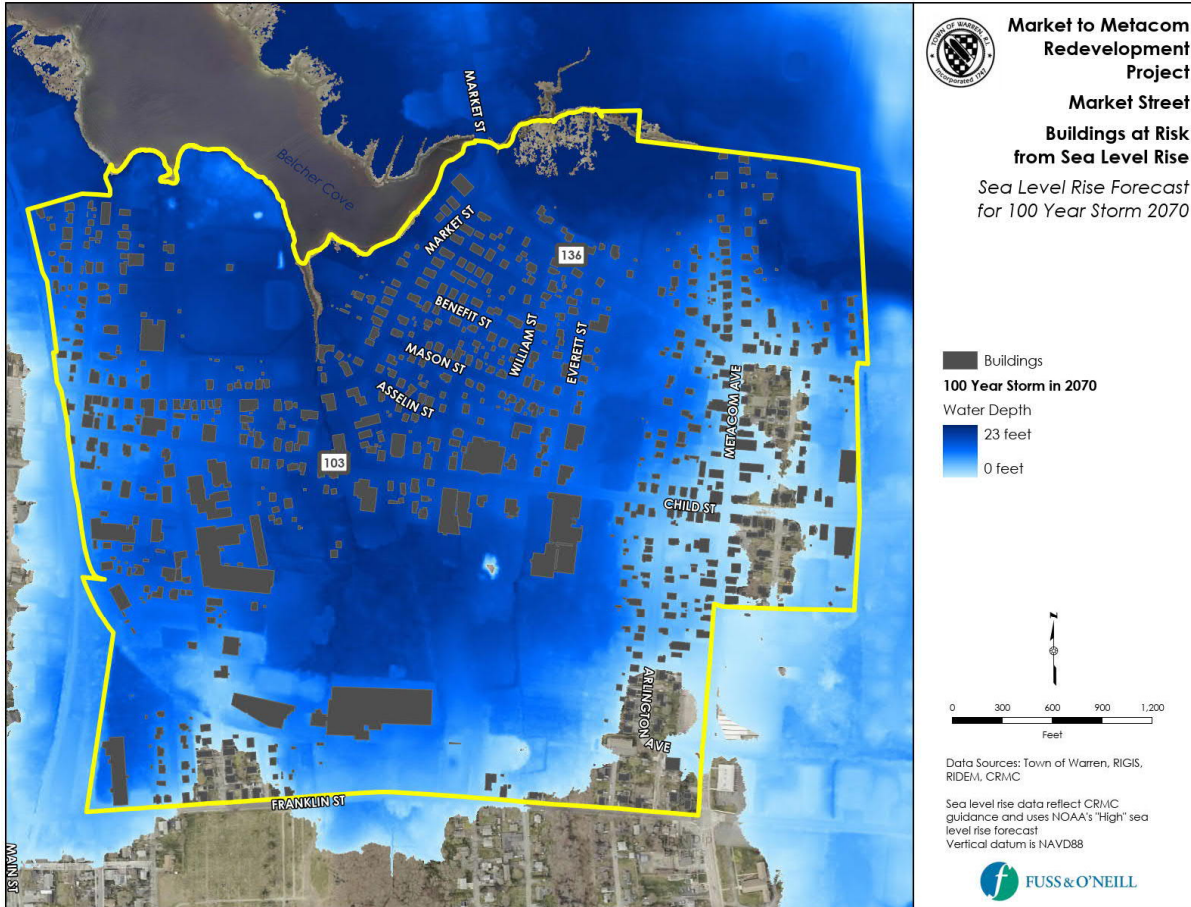 Market to Metacom
Redevelopment
Project
Market Street
Buildings at Risk
from Sea Level Rise
Sea Level Rise Forecast
for 100 Year Storm 2070
TOWN OF WARREN, R.I.
Incorporated 1747
MARKET ST
Belcher Cove
MARKET ST
136
BENEFIT ST
WILLIAM ST
EVERETT ST
MASON ST
ASSELIN ST
METACOM AVE
103
CHILD ST
ARLINGTON AVE
FRANKLIN ST
MAIN ST
Buildings
100 Year Storm in 2070
Water Depth
23 feet
0 feet
N
0 300 600 900 1,200
Feet
Data Sources: Town of Warren, RIGIS,
RIDEM, CRMC
Sea level rise data reflect CRMC
guidance and uses NOAA's "High" sea
level rise forecast
Vertical datum is NAVD88
f FUSS & O'NEILL